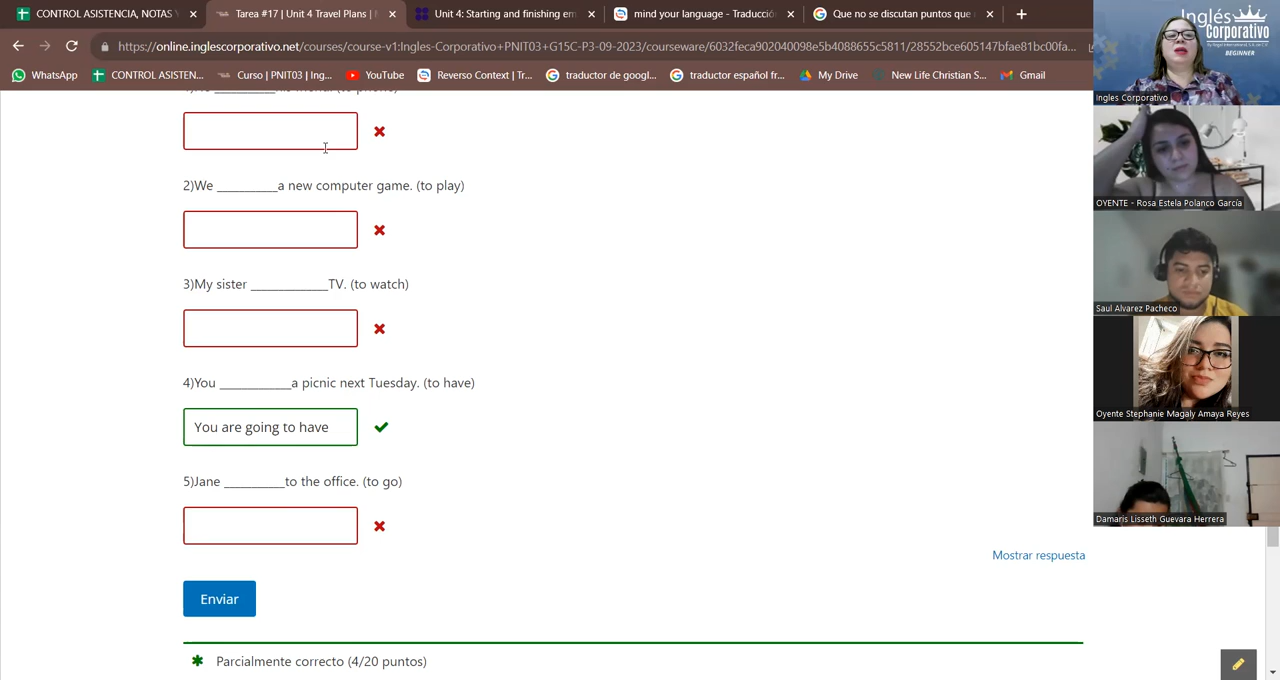 CONTROL ASISTENCIA, NOTAS
Tarea #17 | Unit 4 Travel Plans |
Unit 4: Starting and finishing em
mind your language - Traducció
Que no se discutan puntos que
https://online.inglescorporativo.net/courses/course-v1:Ingles-Corporativo+PNIT03+G15C-P3-09-2023/courseware/6032feca902040098e5b4088655c5811/28552bce605147bfae81bc00fa...
WhatsApp
CONTROL ASISTEN...
Curso | PNIT03 | Ing...
YouTube
Reverso Context | Tr...
traductor de googl...
traductor español fr...
My Drive
New Life Christian S...
Gmail
2)We _________a new computer game. (to play)
3)My sister ___________TV. (to watch)
4)You __________a picnic next Tuesday. (to have)
You are going to have
5)Jane _________to the office. (to go)
Mostrar respuesta
Enviar
Parcialmente correcto (4/20 puntos)
Inglés
Corporativo
BEGINNER
Ingles Corporativo
OYENTE - Rosa Estela Polanco García
Saul Alvarez Pacheco
Oyente Stephanie Magaly Amaya Reyes
Damaris Lisseth Guevara Herrera